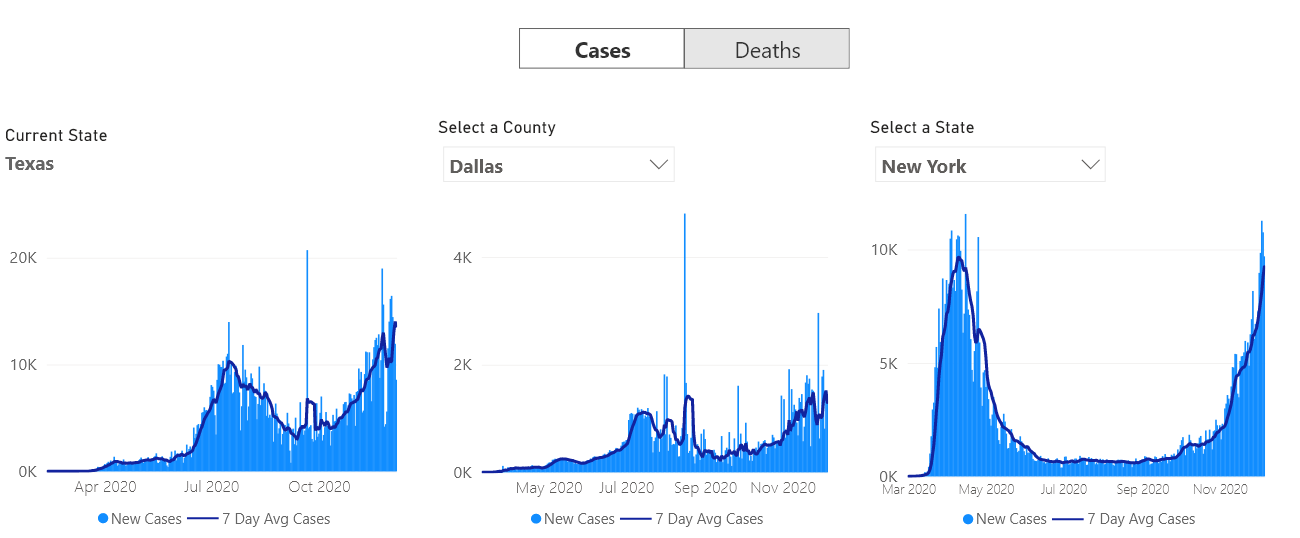 Cases Deaths
Current State
Texas
Select a County
Dallas
Select a State
New York
20K
10K
0K
Apr 2020 Jul 2020 Oct 2020
New Cases 7 Day Avg Cases
4K
2K
0K
May 2020 Jul 2020 Sep 2020 Nov 2020
New Cases 7 Day Avg Cases
10K
5K
0K
Mar 2020 May 2020 Jul 2020 Sep 2020 Nov 2020
New Cases 7 Day Avg Cases